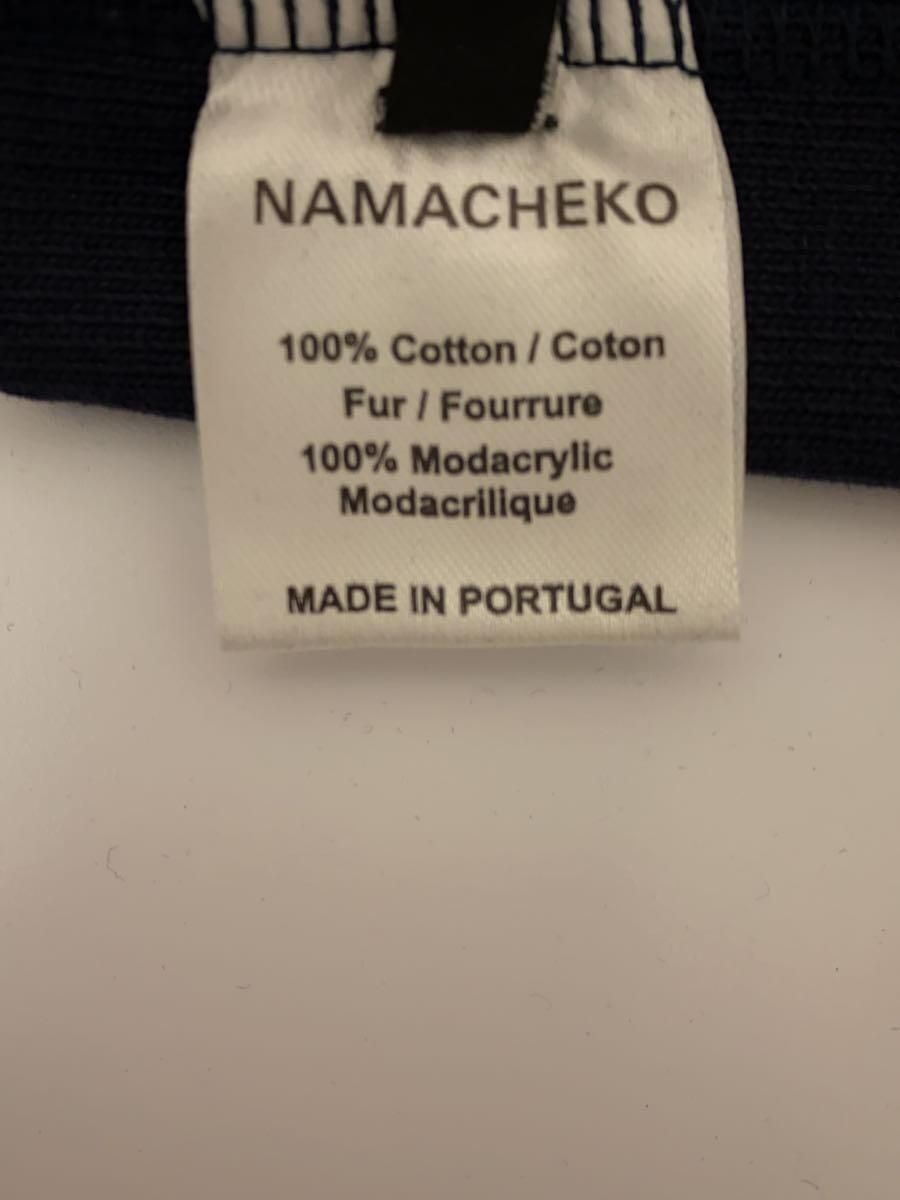 NAMACHEKO
100% Cotton / Coton
Fur / Fourrure
100% Modacrylic
Modacrilique
MADE IN PORTUGAL